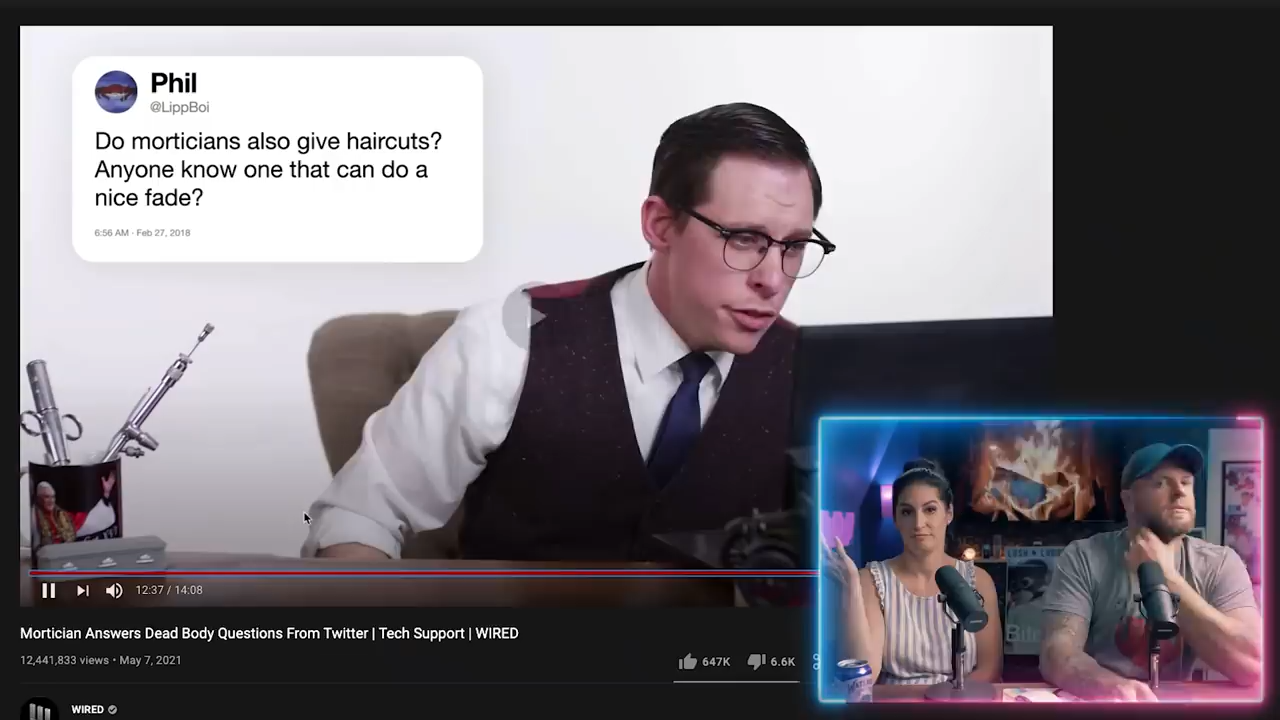 Phil
@LippBoi
Do morticians also give haircuts?
Anyone know one that can do a
nice fade?
6:56 AM · Feb 27, 2018
12:37 / 14:08
Mortician Answers Dead Body Questions From Twitter | Tech Support | WIRED
12,441,833 views • May 7, 2021
647K
6.6K
WIRED